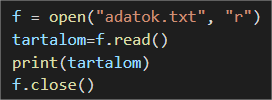 f = open("adatok.txt", "r")
tartalom=f.read()
print(tartalom)
f.close()